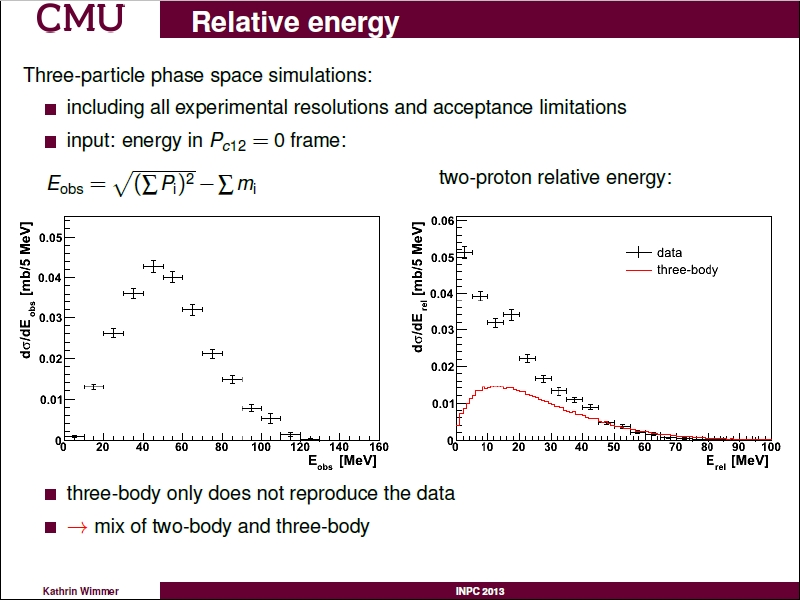 CMU
Relative energy
Three-particle phase space simulations:
including all experimental resolutions and acceptance limitations
input: energy in P_c12 = 0 frame:
E_obs = √(∑ P_i)² − ∑ m_i
two-proton relative energy:
dσ/dE_obs [mb/5 MeV]
0.05
0.04
0.03
0.02
0.01
0
0 20 40 60 80 100 120 140 160
E_obs [MeV]
dσ/dE_rel [mb/5 MeV]
0.06
0.05
0.04
0.03
0.02
0.01
0
data
three-body
0 10 20 30 40 50 60 70 80 90 100
E_rel [MeV]
three-body only does not reproduce the data
→ mix of two-body and three-body
Kathrin Wimmer
INPC 2013